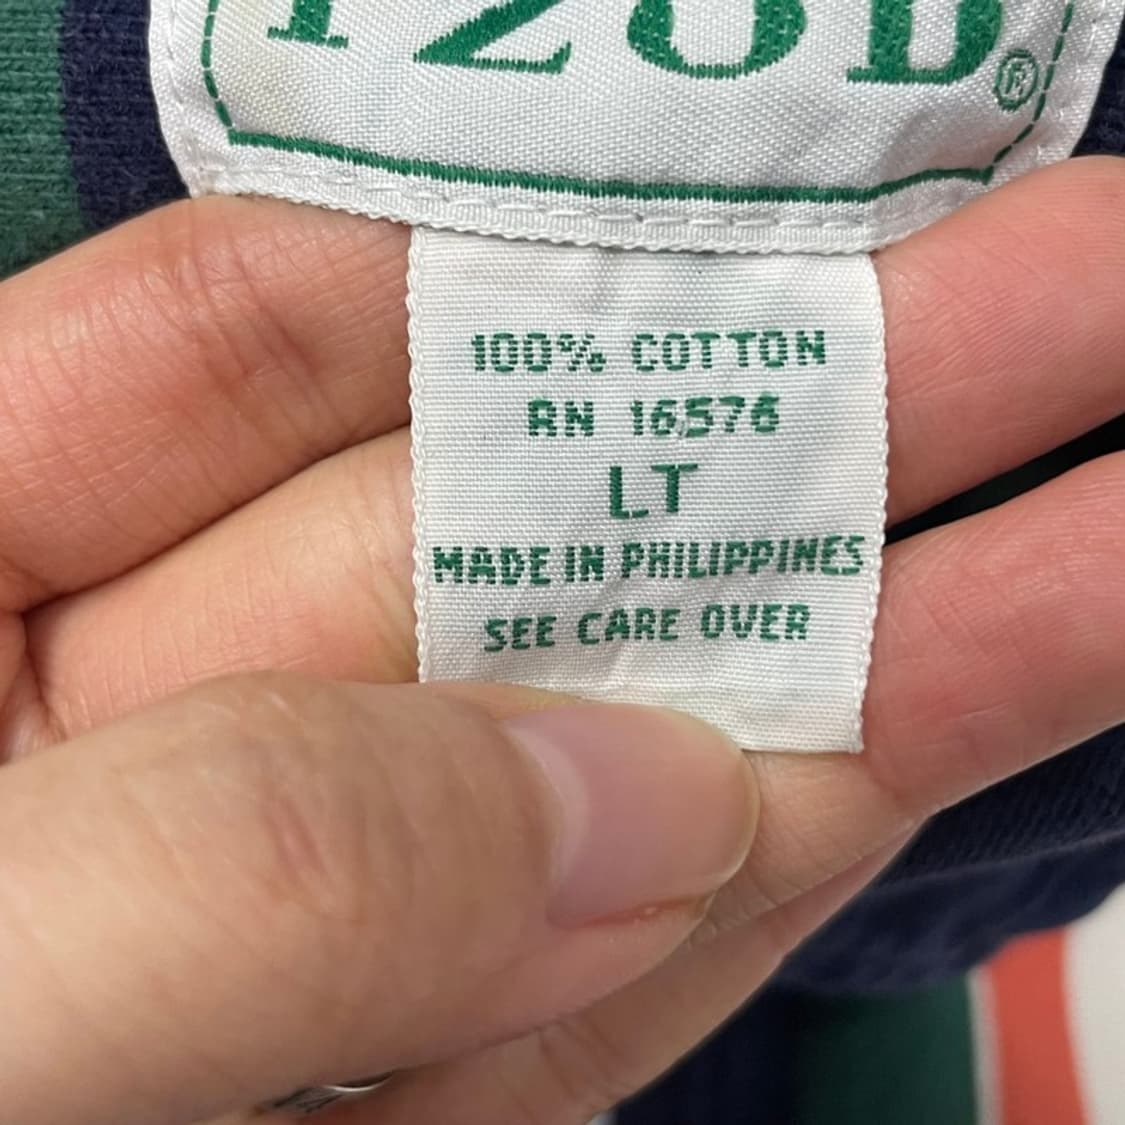 IZOD®
100% COTTON
RN 16576
LT
MADE IN PHILIPPINES
SEE CARE OVER